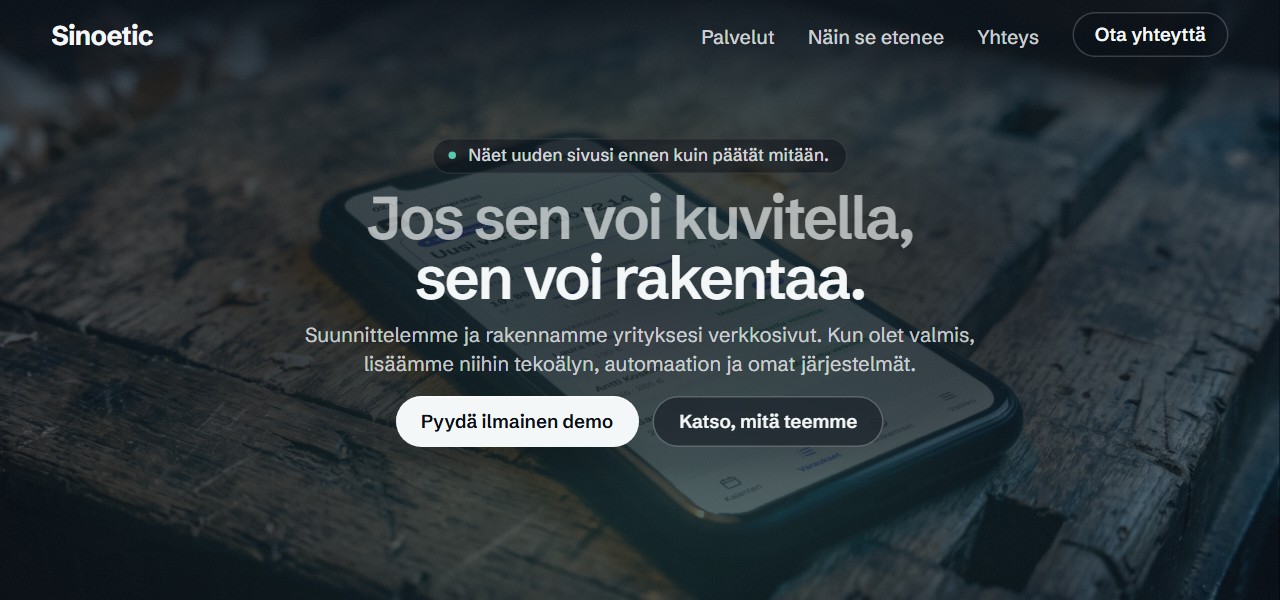 Sinoetic
Palvelut
Näin se etenee
Yhteys
Ota yhteyttä
Näet uuden sivusi ennen kuin päätät mitään.
Jos sen voi kuvitella,
sen voi rakentaa.
Suunnittelemme ja rakennamme yrityksesi verkkosivut. Kun olet valmis,
lisäämme niihin tekoälyn, automaation ja omat järjestelmät.
Pyydä ilmainen demo
Katso, mitä teemme
Varaukset
Kalenteri